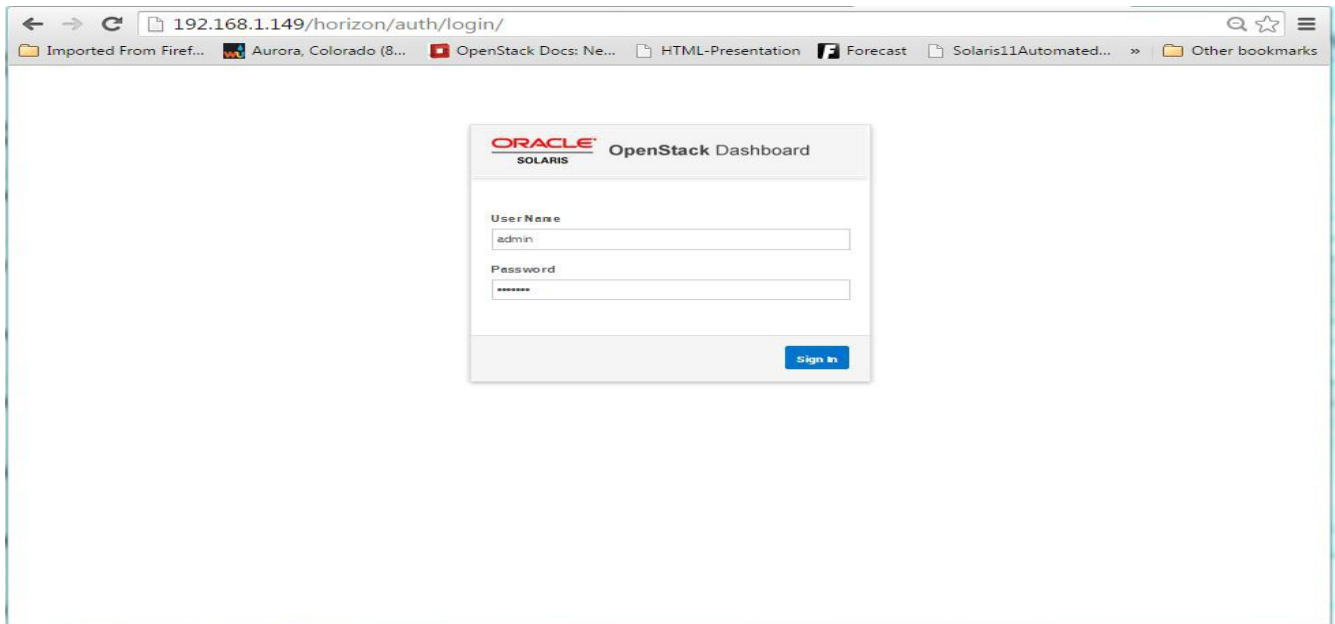 192.168.1.149/horizon/auth/login/
Imported From Firef... wu Aurora, Colorado (8... OpenStack Docs: Ne... HTML-Presentation F Forecast Solaris11Automated... » Other bookmarks
ORACLE
SOLARIS
OpenStack Dashboard
User Name
admin
Password
•••••••
Sign In